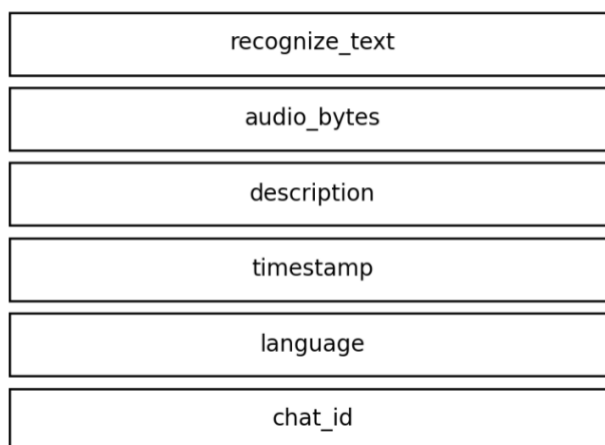 recognize_text
audio_bytes
description
timestamp
language
chat_id